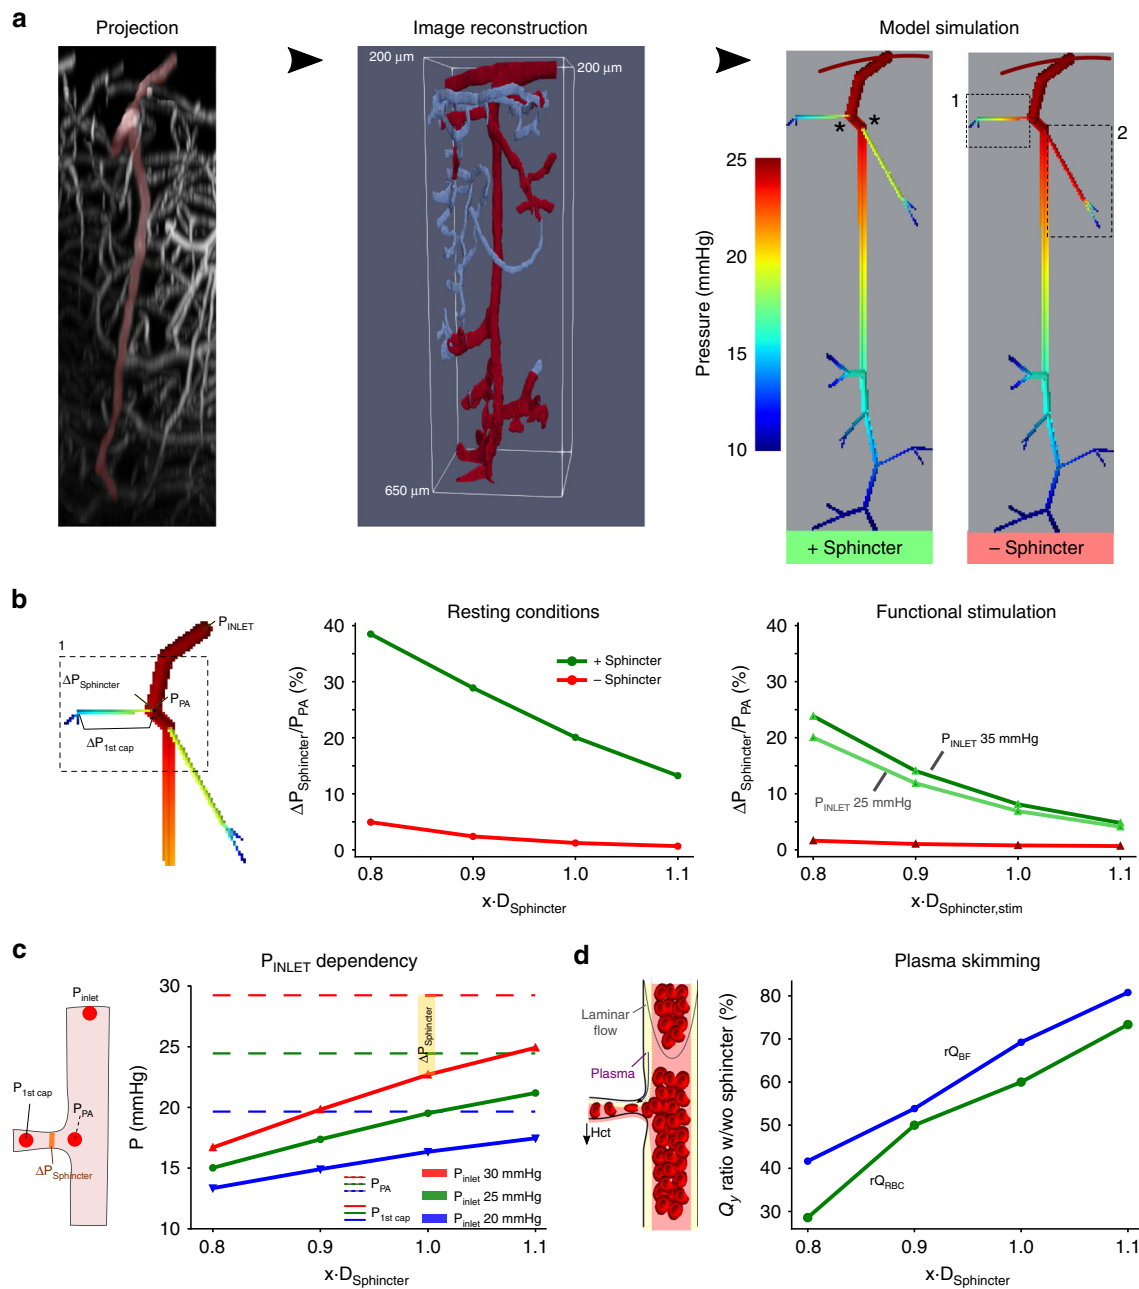 a
Projection
Image reconstruction
Model simulation
200 µm
200 µm
650 µm
Pressure (mmHg)
25
20
15
10
*
*
1
2
+ Sphincter
– Sphincter
b
1
P_INLET
ΔP_Sphincter
P_PA
ΔP_1st cap
Resting conditions
ΔP_Sphincter/P_PA (%)
40
30
20
10
0
+ Sphincter
– Sphincter
0.8 0.9 1.0 1.1
x·D_Sphincter
Functional stimulation
ΔP_Sphincter/P_PA (%)
40
30
20
10
0
P_INLET 35 mmHg
P_INLET 25 mmHg
0.8 0.9 1.0 1.1
x·D_Sphincter,stim
c
P_inlet
P_1st cap
P_PA
ΔP_Sphincter
P_INLET dependency
P (mmHg)
30
25
20
15
10
ΔP_Sphincter
P_PA
P_1st cap
P_inlet 30 mmHg
P_inlet 25 mmHg
P_inlet 20 mmHg
0.8 0.9 1.0 1.1
x·D_Sphincter
d
Laminar
flow
Plasma
Hct
Plasma skimming
Q_y ratio w/wo sphincter (%)
80
70
60
50
40
30
rQ_BF
rQ_RBC
0.8 0.9 1.0 1.1
x·D_Sphincter